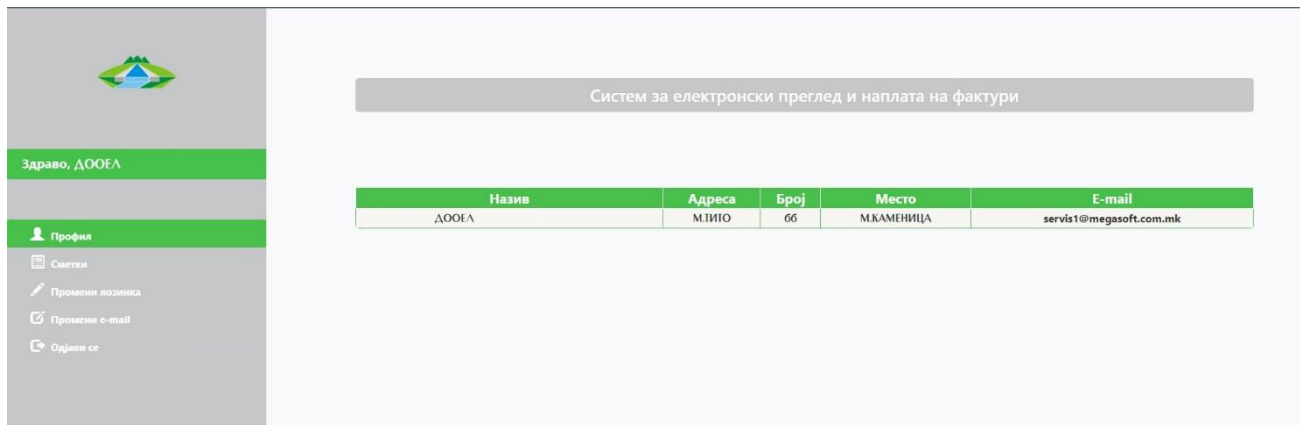 Систем за електронски преглед и наплата на фактури
Здраво, ДООЕЛ
Назив Адреса Број Место E-mail
ДООЕЛ М.ТИТО бб М.КАМЕНИЦА servis1@megasoft.com.mk
Профил
Сметки
Промени лозинка
Промени e-mail
Одјави се